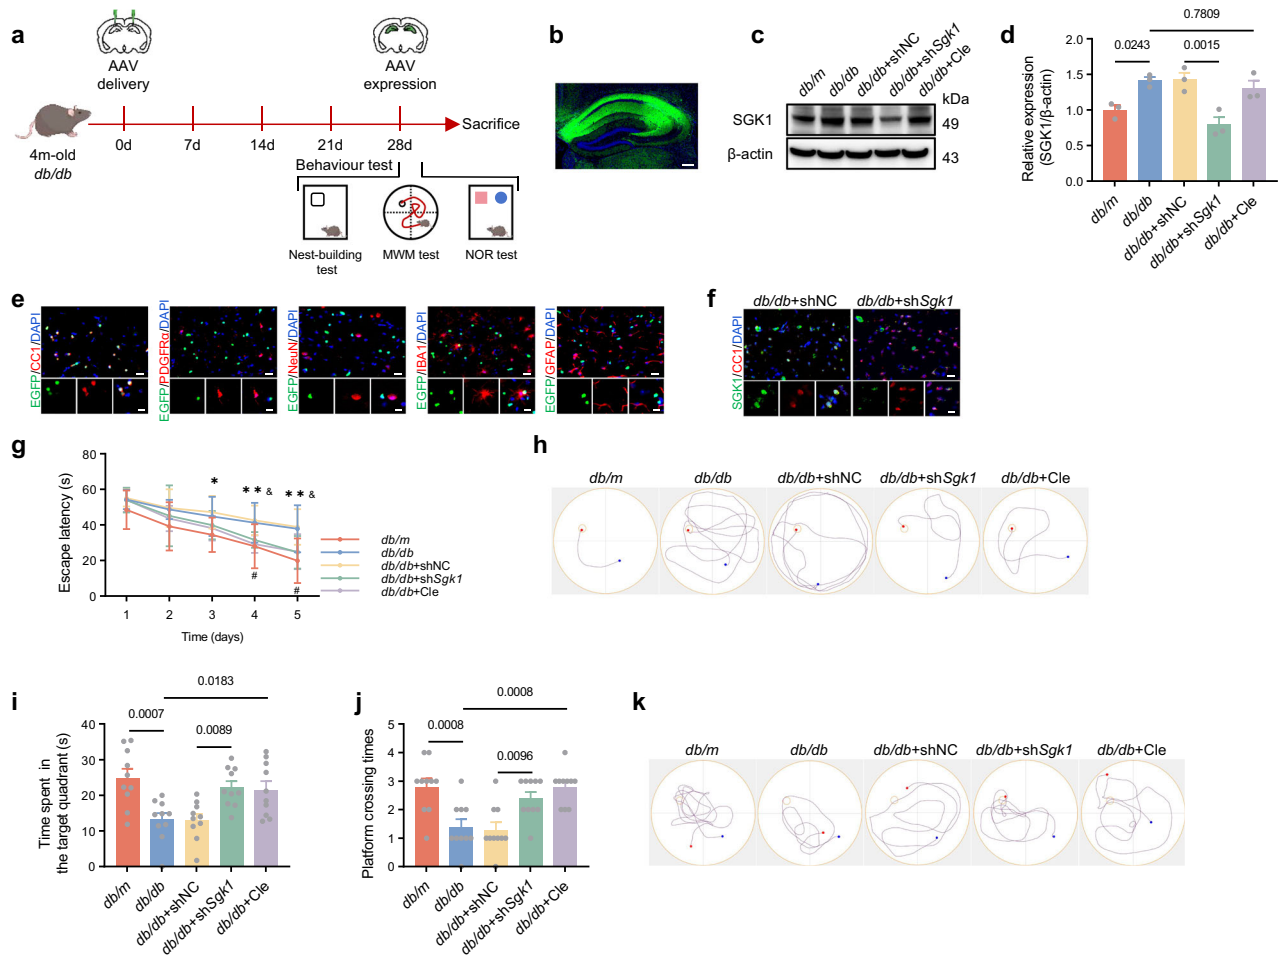 a
AAV
delivery
AAV
expression
4m-old
db/db
0d
7d
14d
21d
28d
Sacrifice
Behaviour test
Nest-building
test
MWM test
NOR test
b
c
db/m
db/db
db/db+shNC
db/db+shSgk1
db/db+Cle
kDa
SGK1
49
β-actin
43
d
0.7809
0.0243
0.0015
Relative expression
(SGK1/β-actin)
2.0
1.5
1.0
0.5
0.0
db/m
db/db
db/db+shNC
db/db+shSgk1
db/db+Cle
e
EGFP/CC1/DAPI
EGFP/PDGFRα/DAPI
EGFP/NeuN/DAPI
EGFP/IBA1/DAPI
EGFP/GFAP/DAPI
f
db/db+shNC
db/db+shSgk1
SGK1/CC1/DAPI
g
Escape latency (s)
80
60
40
20
0
*
** &
** &
#
#
1
2
3
4
5
Time (days)
db/m
db/db
db/db+shNC
db/db+shSgk1
db/db+Cle
h
db/m
db/db
db/db+shNC
db/db+shSgk1
db/db+Cle
i
0.0183
0.0007
0.0089
Time spent in
the target quadrant (s)
40
30
20
10
0
db/m
db/db
db/db+shNC
db/db+shSgk1
db/db+Cle
j
0.0008
0.0008
0.0096
Platform crossing times
5
4
3
2
1
0
db/m
db/db
db/db+shNC
db/db+shSgk1
db/db+Cle
k
db/m
db/db
db/db+shNC
db/db+shSgk1
db/db+Cle